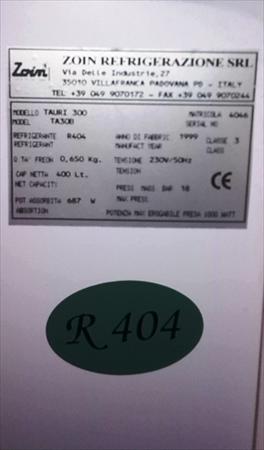 Zoin ZOIN REFRIGERAZIONE SRL
Via Delle Industrie,27
35010 VILLAFRANCA PADOVANA PD - ITALY
TEL +39 049 9070172 - FAX +39 049 9070244
MODELLO TAURI 300 MATRICOLA 4046
MODEL TA30B SERIAL NO
REFRIGERANTE R404 ANNO DI FABBRIC 1999 CLASSE 3
REFRIGERANT MANUFACT YEAR CLASS
Q.TA' FREON 0,650 Kg. TENSIONE 230V/50Hz
CAP NETTA 400 Lt. TENSION CE
NET CAPACITY PRESS MASS BAR 18
POT ASSORBITA 687 W MAX PRESS
ABSORTION POTENZA MAX EROGABILE PRESA 1000 WATT
R 404